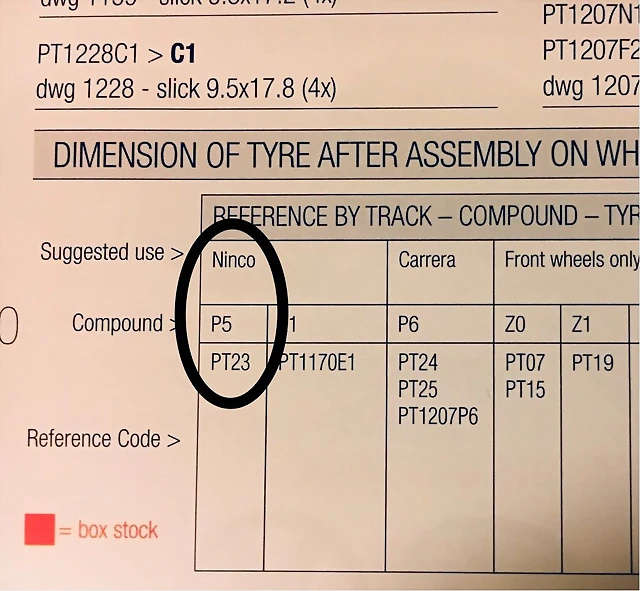 PT1207N1
PT1228C1 > C1
PT1207F2
dwg 1228 - slick 9.5x17.8 (4x)
dwg 1207
DIMENSION OF TYRE AFTER ASSEMBLY ON WH
REFERENCE BY TRACK – COMPOUND – TYR
Suggested use > Ninco Carrera Front wheels only
Compound > P5 1 P6 Z0 Z1
PT23 PT1170E1 PT24 PT07 PT19
PT25 PT15
PT1207P6
Reference Code >
= box stock